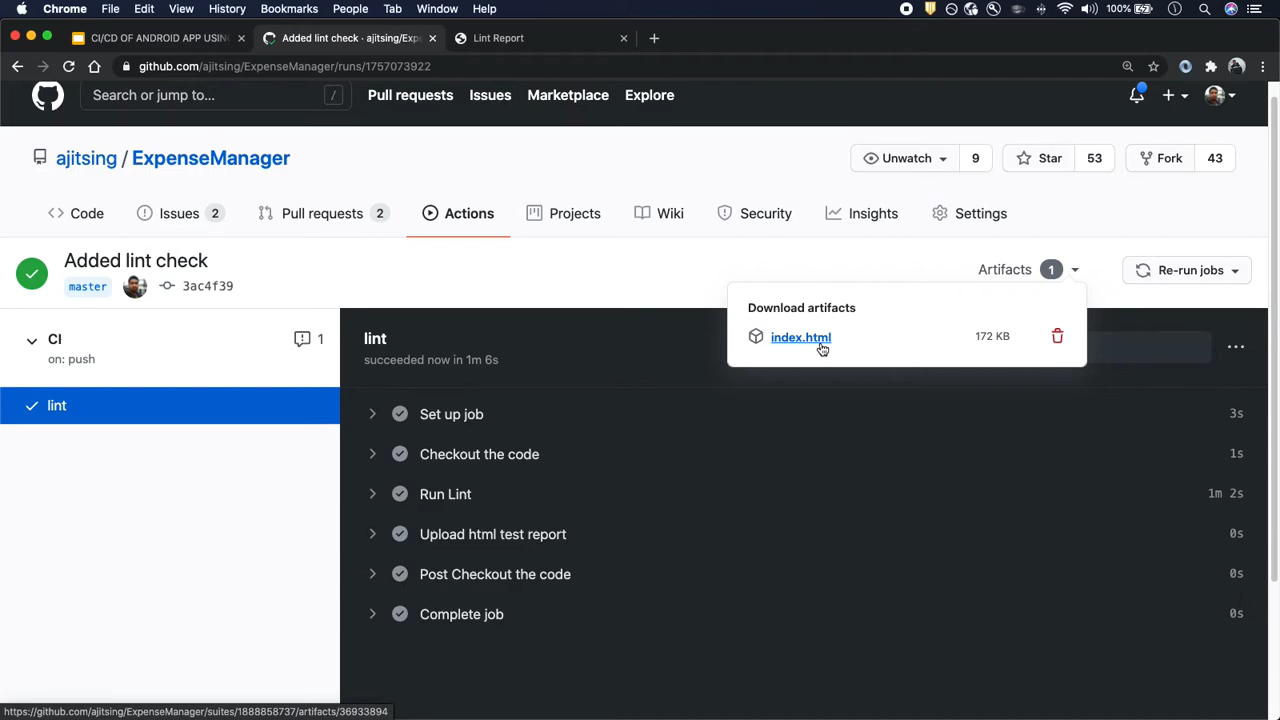 Chrome File Edit View History Bookmarks People Tab Window Help 100%
CI/CD OF ANDROID APP USIN × Added lint check · ajitsing/Exp × Lint Report × +
github.com/ajitsing/ExpenseManager/runs/1757073922
Search or jump to... / Pull requests Issues Marketplace Explore
ajitsing / ExpenseManager Unwatch 9 Star 53 Fork 43
Code Issues 2 Pull requests 2 Actions Projects Wiki Security Insights Settings
Added lint check
master 3ac4f39
Artifacts 1 Re-run jobs
Download artifacts
index.html 172 KB
CI 1
on: push
lint
lint
succeeded now in 1m 6s
Set up job 3s
Checkout the code 1s
Run Lint 1m 2s
Upload html test report 0s
Post Checkout the code 0s
Complete job 0s
https://github.com/ajitsing/ExpenseManager/suites/1888858737/artifacts/36933894